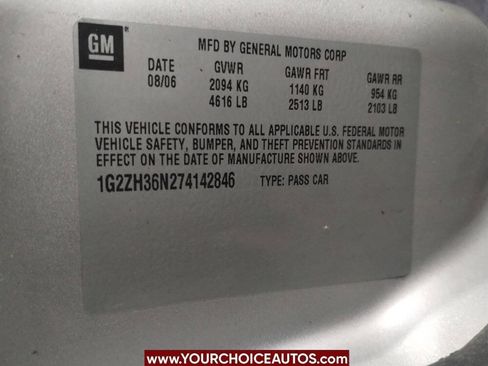 GM
MFD BY GENERAL MOTORS CORP
DATE GVWR GAWR FRT GAWR RR
08/06 2094 KG 1140 KG 954 KG
4616 LB 2513 LB 2103 LB
THIS VEHICLE CONFORMS TO ALL APPLICABLE U.S. FEDERAL MOTOR
VEHICLE SAFETY, BUMPER, AND THEFT PREVENTION STANDARDS IN
EFFECT ON THE DATE OF MANUFACTURE SHOWN ABOVE.
1G2ZH36N274142846 TYPE: PASS CAR
www.YOURCHOICEAUTOS.com